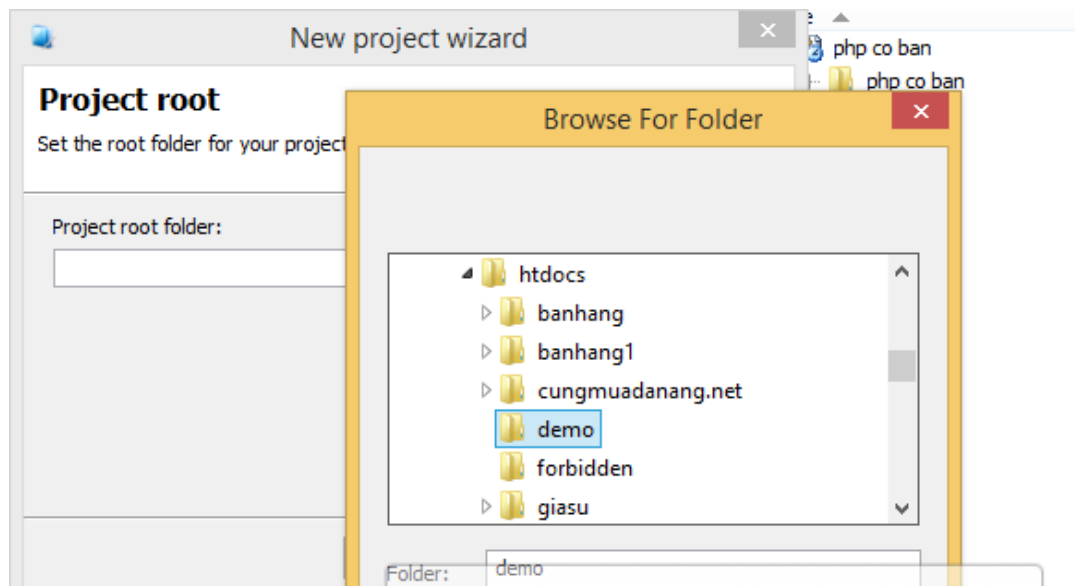 New project wizard
php co ban
php co ban
Project root
Set the root folder for your project
Project root folder:
Browse For Folder
htdocs
banhang
banhang1
cungmuadanang.net
demo
forbidden
giasu
Folder:
demo